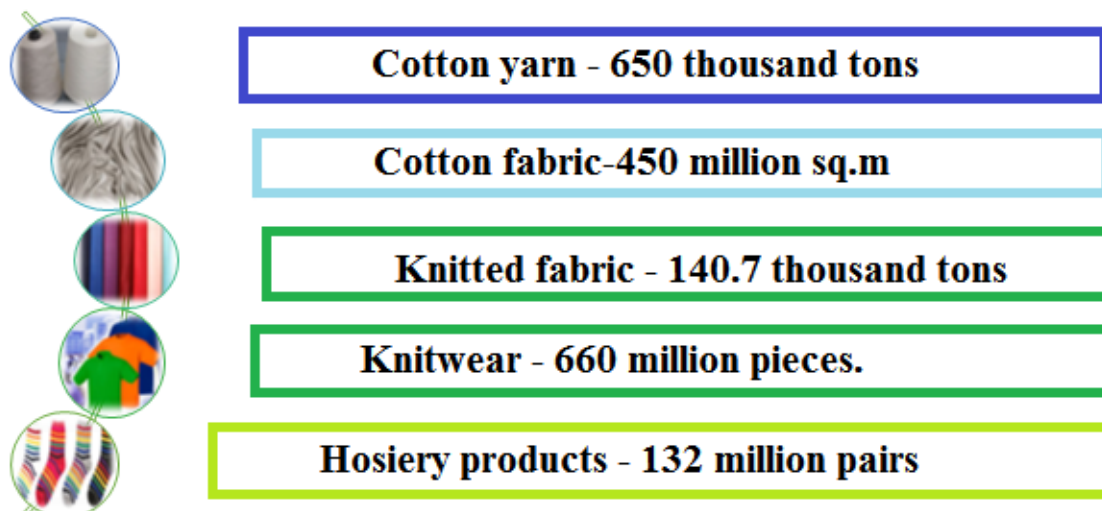 Cotton yarn - 650 thousand tons
Cotton fabric-450 million sq.m
Knitted fabric - 140.7 thousand tons
Knitwear - 660 million pieces.
Hosiery products - 132 million pairs